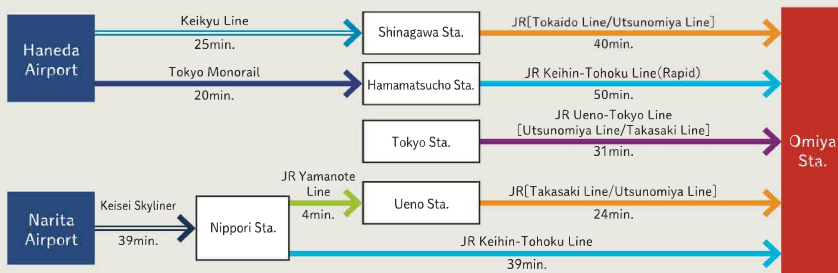 Haneda
Airport
Keikyu Line
25min.
Shinagawa Sta.
JR[Tokaido Line/Utsunomiya Line]
40min.
Tokyo Monorail
20min.
Hamamatsucho Sta.
JR Keihin-Tohoku Line(Rapid)
50min.
Tokyo Sta.
JR Ueno-Tokyo Line
[Utsunomiya Line/Takasaki Line]
31min.
Omiya
Sta.
Narita
Airport
Keisei Skyliner
39min.
Nippori Sta.
JR Yamanote
Line
4min.
Ueno Sta.
JR[Takasaki Line/Utsunomiya Line]
24min.
JR Keihin-Tohoku Line
39min.